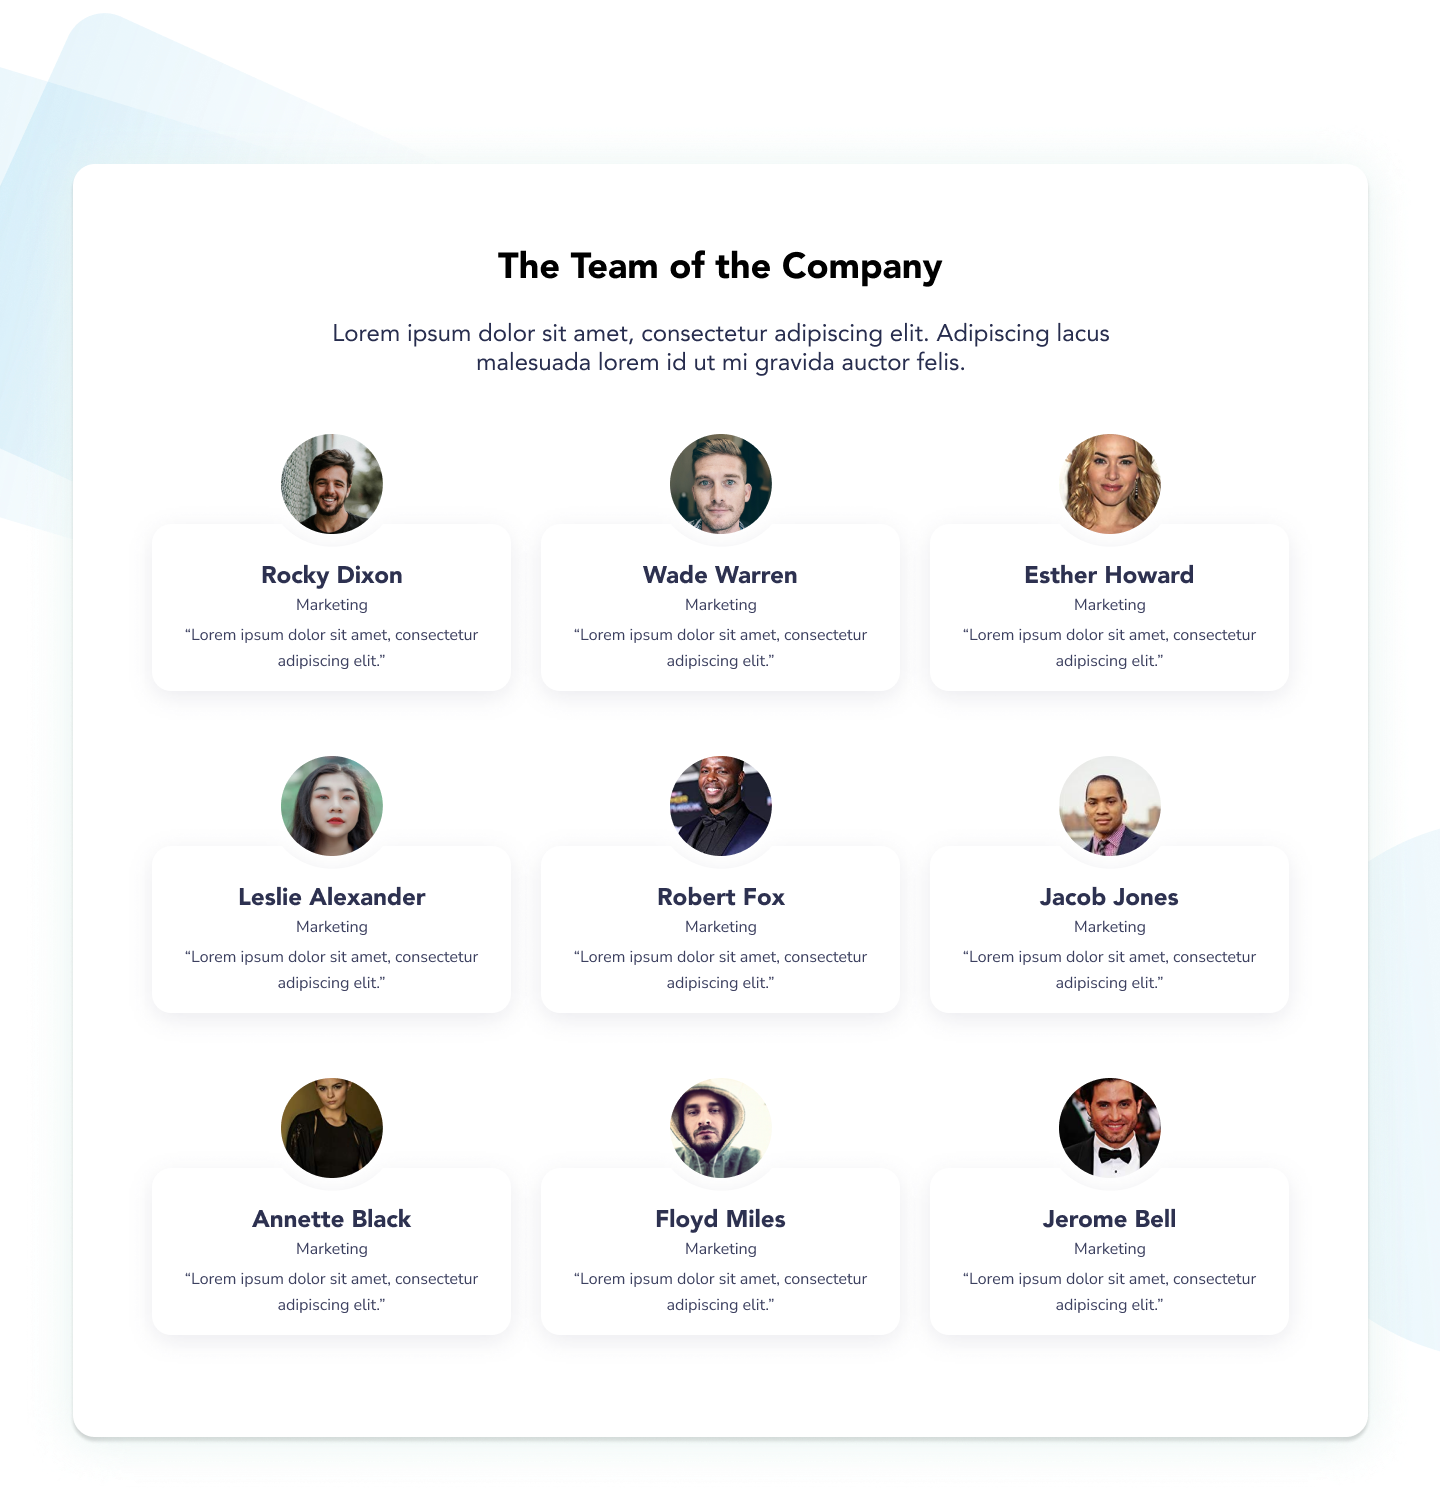 The Team of the Company
Lorem ipsum dolor sit amet, consectetur adipiscing elit. Adipiscing lacus
malesuada lorem id ut mi gravida auctor felis.
Rocky Dixon
Marketing
“Lorem ipsum dolor sit amet, consectetur
adipiscing elit.”
Wade Warren
Marketing
“Lorem ipsum dolor sit amet, consectetur
adipiscing elit.”
Esther Howard
Marketing
“Lorem ipsum dolor sit amet, consectetur
adipiscing elit.”
Leslie Alexander
Marketing
“Lorem ipsum dolor sit amet, consectetur
adipiscing elit.”
Robert Fox
Marketing
“Lorem ipsum dolor sit amet, consectetur
adipiscing elit.”
Jacob Jones
Marketing
“Lorem ipsum dolor sit amet, consectetur
adipiscing elit.”
Annette Black
Marketing
“Lorem ipsum dolor sit amet, consectetur
adipiscing elit.”
Floyd Miles
Marketing
“Lorem ipsum dolor sit amet, consectetur
adipiscing elit.”
Jerome Bell
Marketing
“Lorem ipsum dolor sit amet, consectetur
adipiscing elit.”